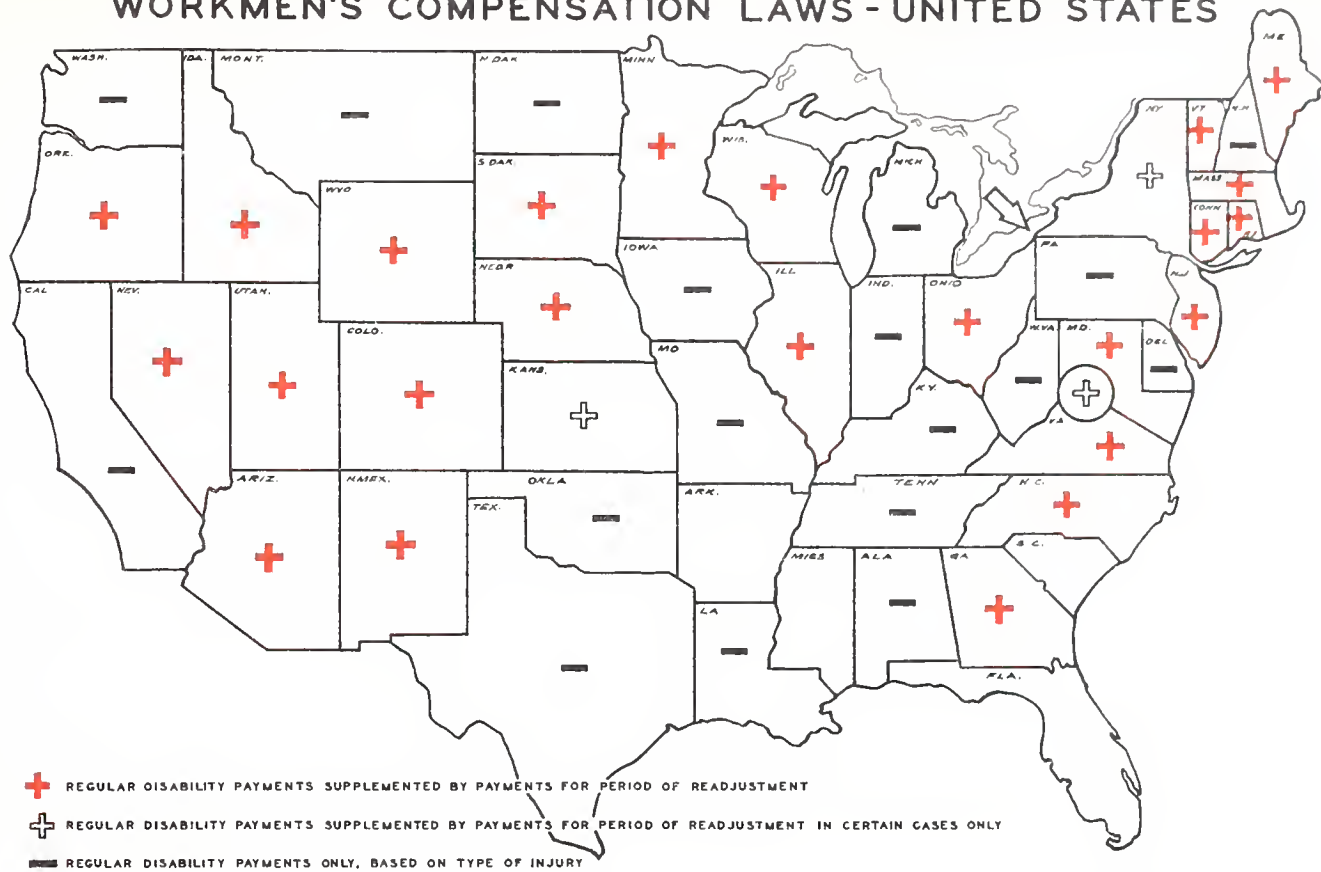 WORKMEN'S COMPENSATION LAWS - UNITED STATES
WASH.
IDA.
MONT.
N DAK
MINN
ME
ORE.
S DAK.
WIS.
MICH
N.Y
VT
N.H
WYO
MASS
CONN
R.I.
IOWA
PA
NEBR
ILL
IND.
OHIO
N.J
CAL
NEV.
UTAH.
COLO.
MO
W.VA
M.D.
DEL
KANS.
K.Y.
VA
ARIZ.
N.MEX.
OKLA
TEX.
ARK.
TENN
N.C.
S.C.
MISS
ALA
GA
LA
FLA.
REGULAR DISABILITY PAYMENTS SUPPLEMENTED BY PAYMENTS FOR PERIOD OF READJUSTMENT
REGULAR DISABILITY PAYMENTS SUPPLEMENTED BY PAYMENTS FOR PERIOD OF READJUSTMENT IN CERTAIN CASES ONLY
REGULAR DISABILITY PAYMENTS ONLY, BASED ON TYPE OF INJURY